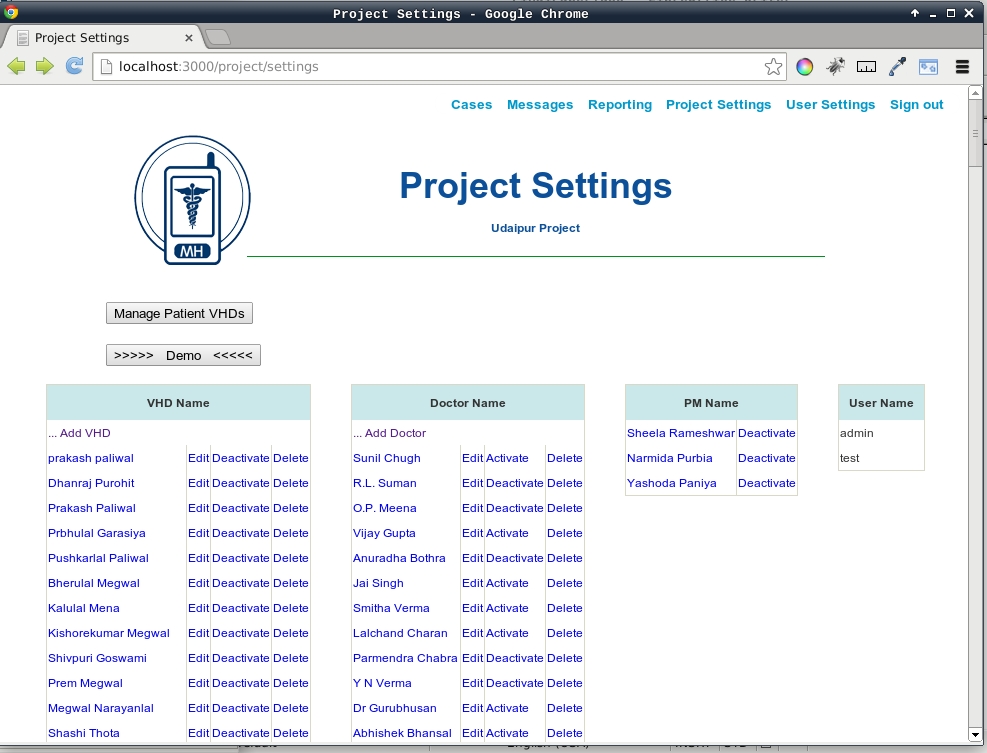 Project Settings - Google Chrome
Project Settings
localhost:3000/project/settings
Cases Messages Reporting Project Settings User Settings Sign out
MH
Project Settings
Udaipur Project
Manage Patient VHDs
>>>>> Demo <<<<<
VHD Name Doctor Name PM Name User Name
... Add VHD ... Add Doctor Sheela Rameshwar Deactivate admin
prakash paliwal Edit Deactivate Delete Sunil Chugh Edit Activate Delete Narmida Purbia Deactivate test
Dhanraj Purohit Edit Deactivate Delete R.L. Suman Edit Deactivate Delete Yashoda Paniya Deactivate
Prakash Paliwal Edit Deactivate Delete O.P. Meena Edit Deactivate Delete
Prbhulal Garasiya Edit Deactivate Delete Vijay Gupta Edit Activate Delete
Pushkarlal Paliwal Edit Deactivate Delete Anuradha Bothra Edit Deactivate Delete
Bherulal Megwal Edit Deactivate Delete Jai Singh Edit Activate Delete
Kalulal Mena Edit Deactivate Delete Smitha Verma Edit Activate Delete
Kishorekumar Megwal Edit Deactivate Delete Lalchand Charan Edit Activate Delete
Shivpuri Goswami Edit Deactivate Delete Parmendra Chabra Edit Deactivate Delete
Prem Megwal Edit Deactivate Delete Y N Verma Edit Deactivate Delete
Megwal Narayanlal Edit Deactivate Delete Dr Gurubhusan Edit Activate Delete
Shashi Thota Edit Deactivate Delete Abhishek Bhansal Edit Activate Delete